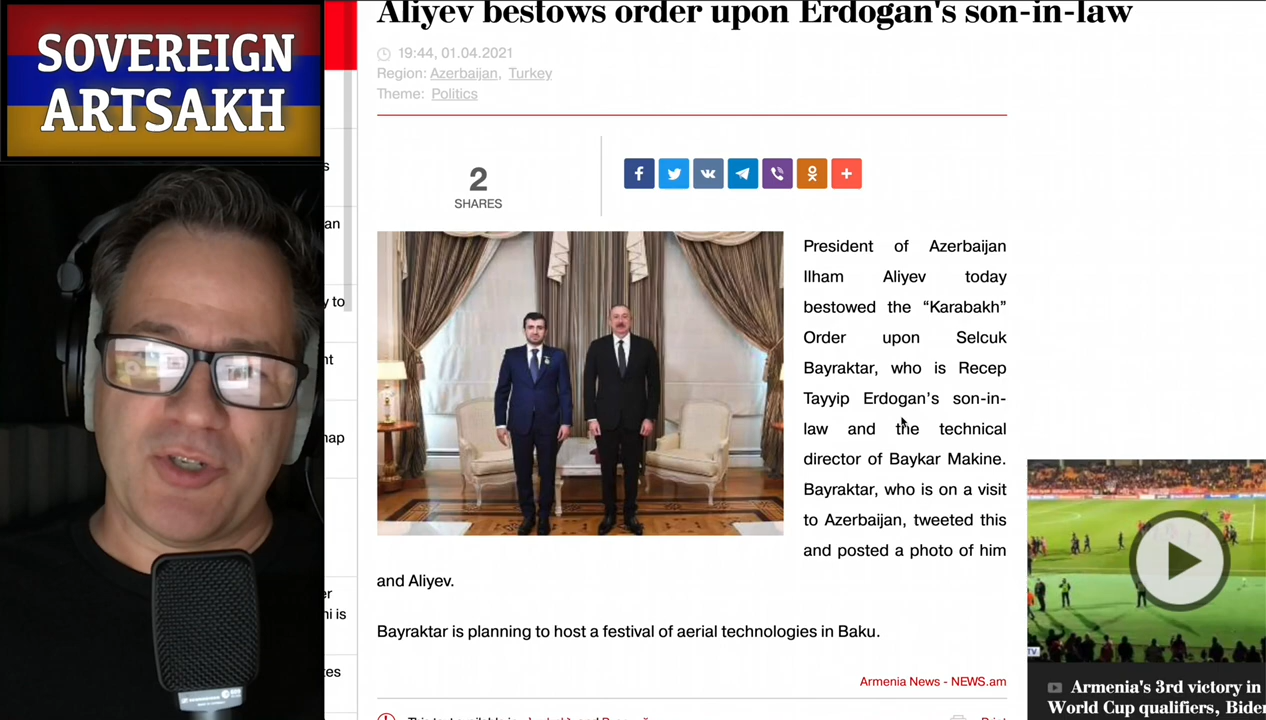 SOVEREIGN
ARTSAKH
Aliyev bestows order upon Erdogan's son-in-law
19:44, 01.04.2021
Region: Azerbaijan, Turkey
Theme: Politics
2
SHARES
President of Azerbaijan
Ilham Aliyev today
bestowed the “Karabakh”
Order upon Selcuk
Bayraktar, who is Recep
Tayyip Erdogan’s son-in-
law and the technical
director of Baykar Makine.
Bayraktar, who is on a visit
to Azerbaijan, tweeted this
and posted a photo of him
and Aliyev.
Bayraktar is planning to host a festival of aerial technologies in Baku.
Armenia News - NEWS.am
Print
Armenia's 3rd victory in
World Cup qualifiers, Biden